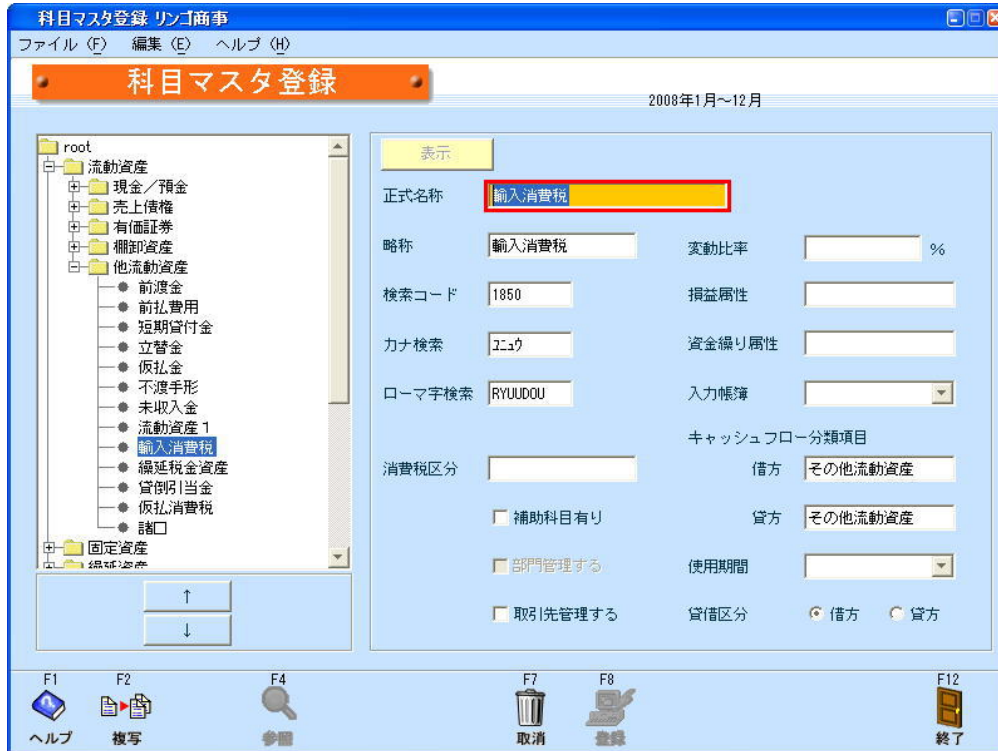 科目マスタ登録 リンゴ商事
ファイル (F) 編集 (E) ヘルプ (H)
科目マスタ登録
2008年1月～12月
root
流動資産
現金／預金
売上債権
有価証券
棚卸資産
他流動資産
前渡金
前払費用
短期貸付金
立替金
仮払金
不渡手形
未収入金
流動資産1
輸入消費税
繰延税金資産
貸倒引当金
仮払消費税
諸口
固定資産
繰延資産
↑
↓
表示
正式名称 輸入消費税
略称 輸入消費税 変動比率 %
検索コード 1850 損益属性
カナ検索 ﾕﾆｭｳ 資金繰り属性
ローマ字検索 RYUUDOU 入力帳簿
キャッシュフロー分類項目
消費税区分 借方 その他流動資産
補助科目有り 貸方 その他流動資産
部門管理する 使用期間
取引先管理する 貸借区分 借方 貸方
F1 F2 F4 F7 F8 F12
ヘルプ 複写 参照 取消 登録 終了